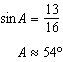 sin A = 13/16
A ≈ 54°